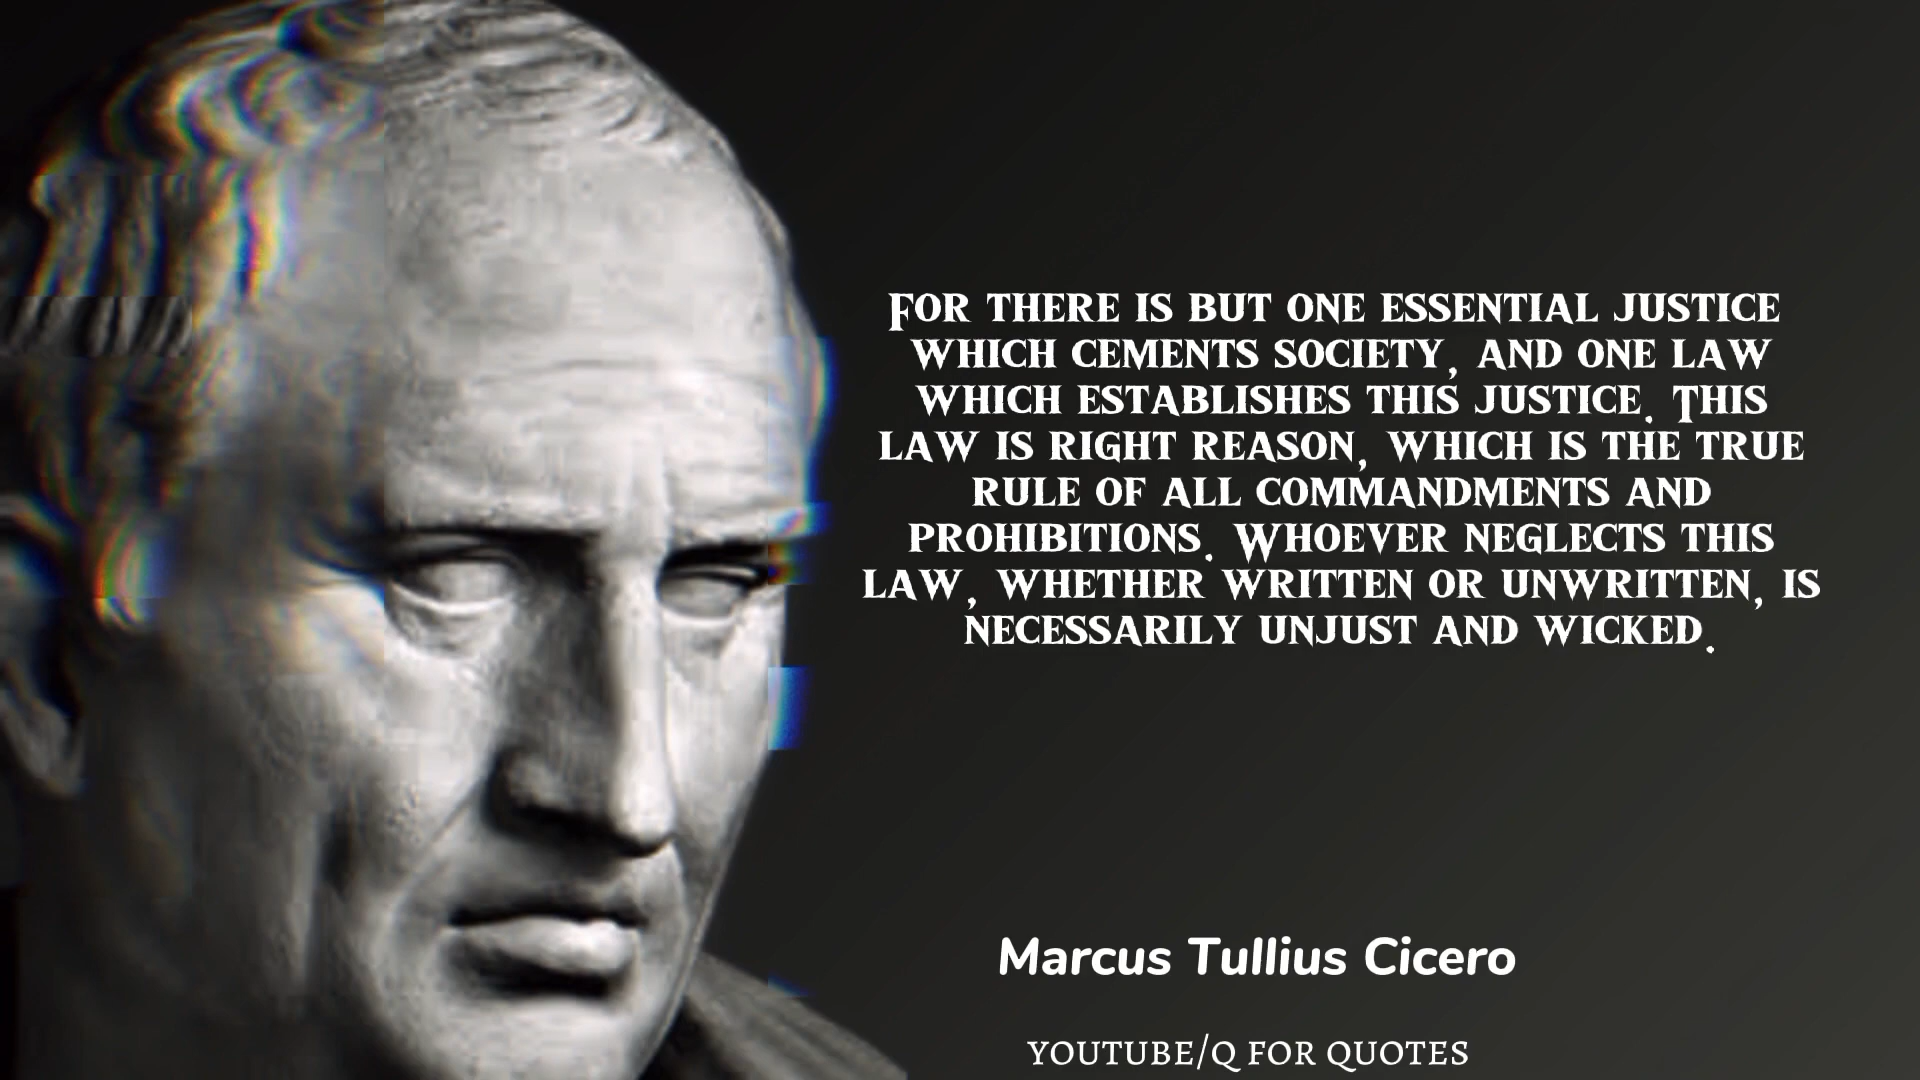 For there is but one essential justice
which cements society, and one law
which establishes this justice. This
law is right reason, which is the true
rule of all commandments and
prohibitions. Whoever neglects this
law, whether written or unwritten, is
necessarily unjust and wicked.
Marcus Tullius Cicero
YOUTUBE/Q FOR QUOTES